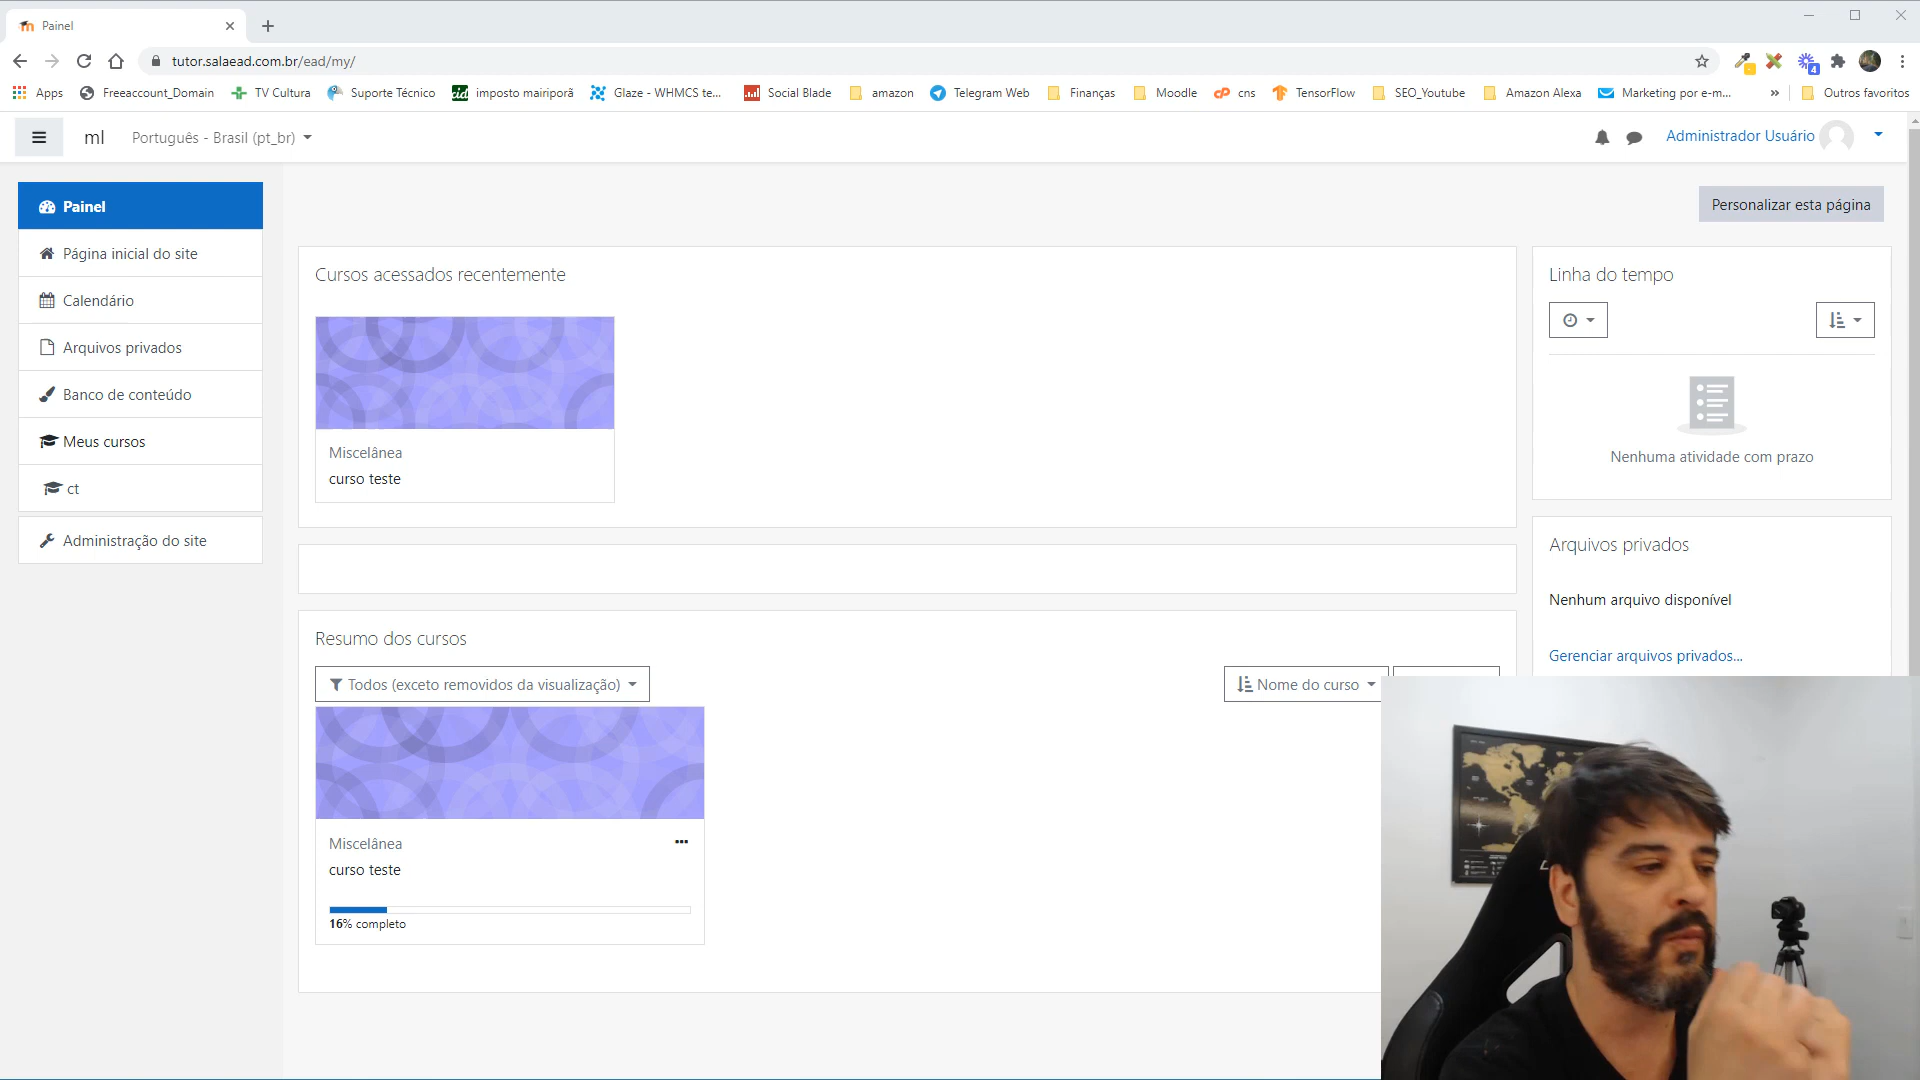 Painel
tutor.salaead.com.br/ead/my/
4
Apps
Freeaccount_Domain
TV Cultura
Suporte Técnico
cid
imposto mairiporã
Glaze - WHMCS te...
Social Blade
amazon
Telegram Web
Finanças
Moodle
cns
TensorFlow
SEO_Youtube
Amazon Alexa
Marketing por e-m...
»
Outros favoritos
ml
Português - Brasil (pt_br)
Administrador Usuário
Painel
Página inicial do site
Calendário
Arquivos privados
Banco de conteúdo
Meus cursos
ct
Administração do site
Personalizar esta página
Cursos acessados recentemente
Miscelânea
curso teste
Resumo dos cursos
Todos (exceto removidos da visualização)
Nome do curso
Miscelânea
curso teste
16% completo
Linha do tempo
Nenhuma atividade com prazo
Arquivos privados
Nenhum arquivo disponível
Gerenciar arquivos privados...